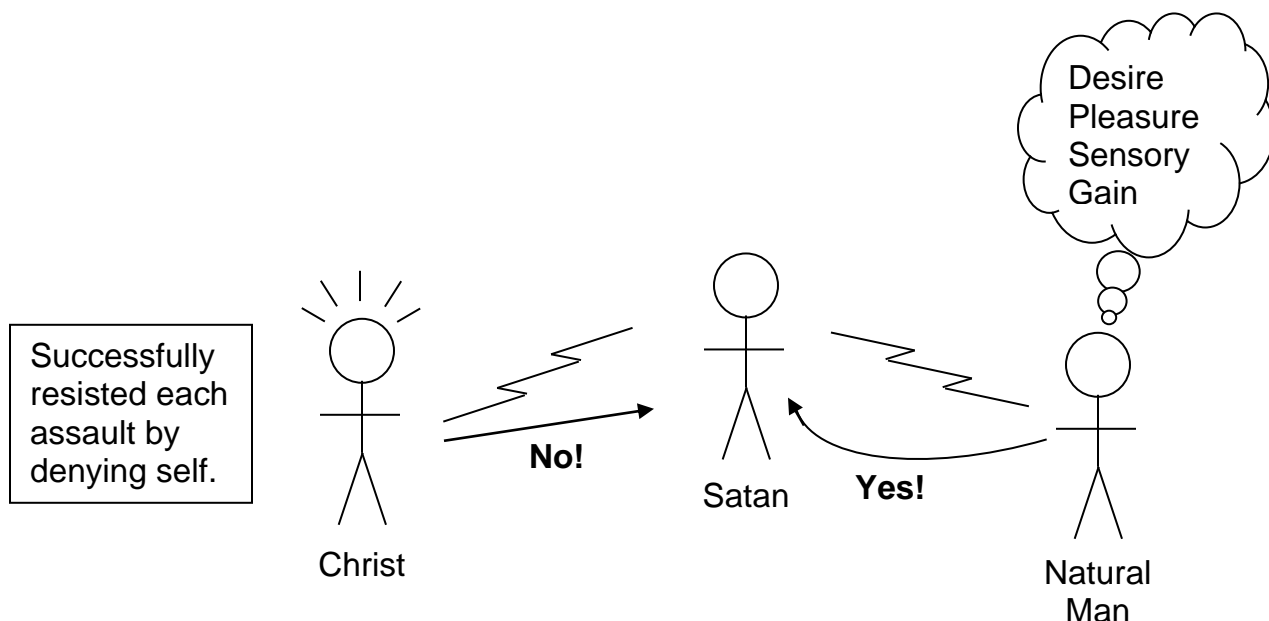 Desire
Pleasure
Sensory
Gain
Successfully
resisted each
assault by
denying self.
No!
Yes!
Christ
Satan
Natural
Man